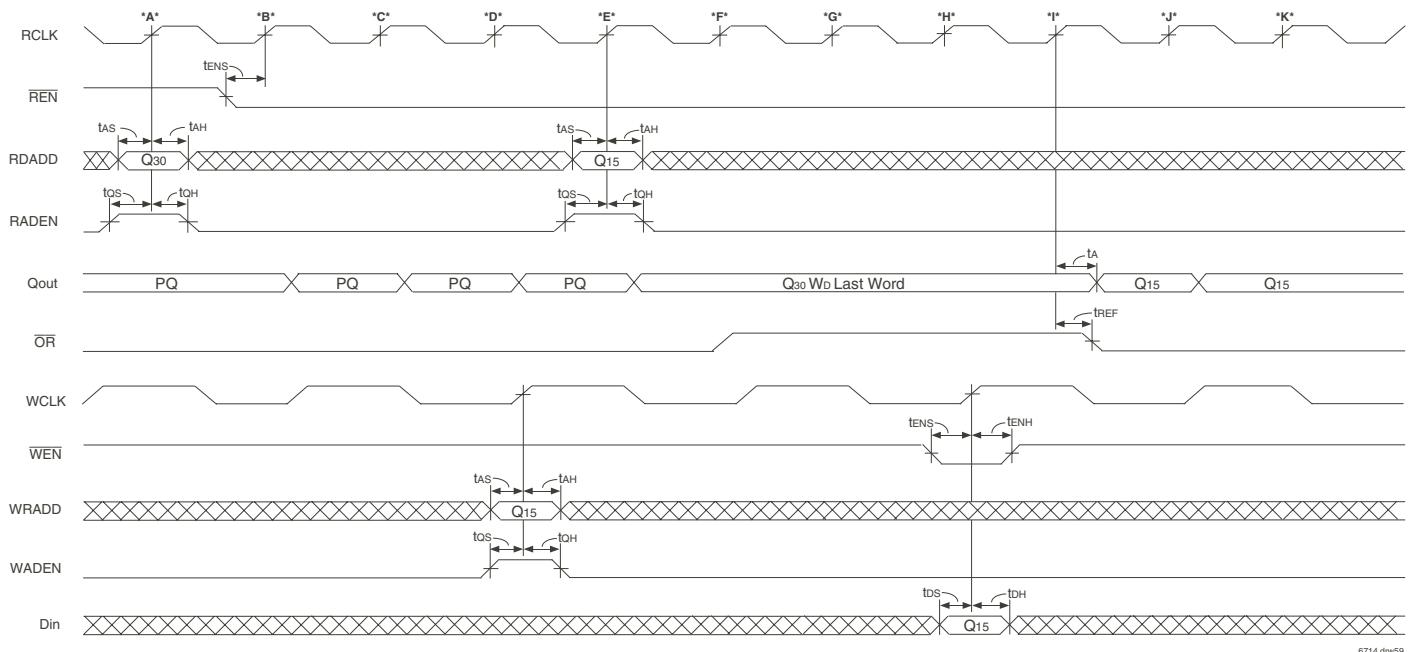 *A* *B* *C* *D* *E* *F* *G* *H* *I* *J* *K*
RCLK
tENS
REN
tAS tAH tAS tAH
RDADD Q30 Q15
tQS tQH tQS tQH
RADEN
tA
Qout PQ PQ PQ PQ Q30 WD Last Word Q15 Q15
tREF
OR
WCLK
tENS tENH
WEN
tAS tAH
WRADD Q15
tQS tQH
WADEN
tDS tDH
Din Q15
6714 drw59